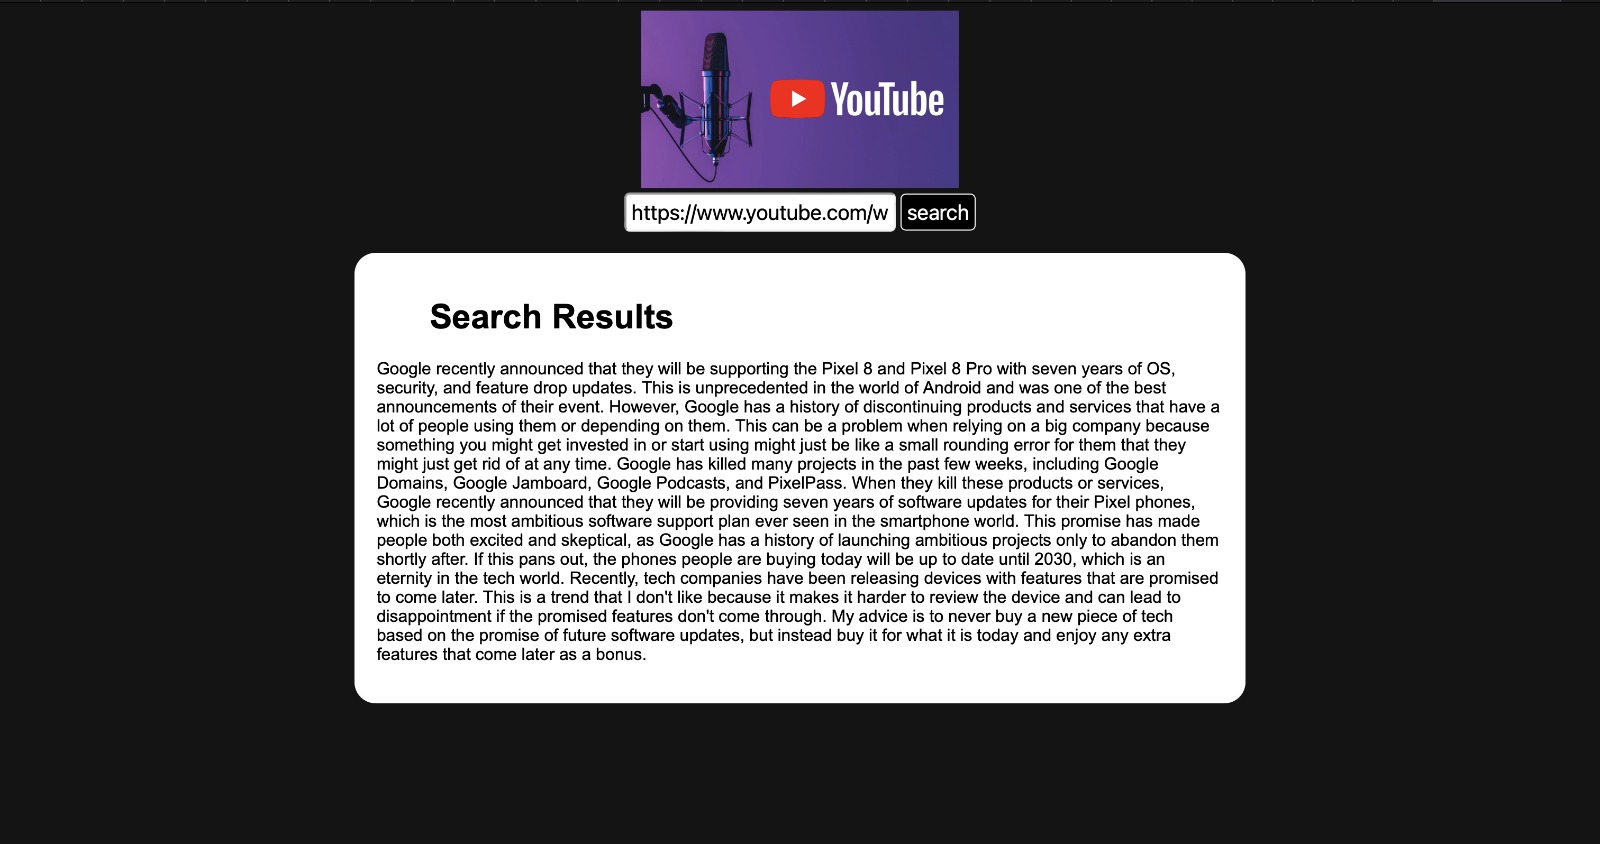 YouTube
https://www.youtube.com/w
search
Search Results
Google recently announced that they will be supporting the Pixel 8 and Pixel 8 Pro with seven years of OS,
security, and feature drop updates. This is unprecedented in the world of Android and was one of the best
announcements of their event. However, Google has a history of discontinuing products and services that have a
lot of people using them or depending on them. This can be a problem when relying on a big company because
something you might get invested in or start using might just be like a small rounding error for them that they
might just get rid of at any time. Google has killed many projects in the past few weeks, including Google
Domains, Google Jamboard, Google Podcasts, and PixelPass. When they kill these products or services,
Google recently announced that they will be providing seven years of software updates for their Pixel phones,
which is the most ambitious software support plan ever seen in the smartphone world. This promise has made
people both excited and skeptical, as Google has a history of launching ambitious projects only to abandon them
shortly after. If this pans out, the phones people are buying today will be up to date until 2030, which is an
eternity in the tech world. Recently, tech companies have been releasing devices with features that are promised
to come later. This is a trend that I don't like because it makes it harder to review the device and can lead to
disappointment if the promised features don't come through. My advice is to never buy a new piece of tech
based on the promise of future software updates, but instead buy it for what it is today and enjoy any extra
features that come later as a bonus.